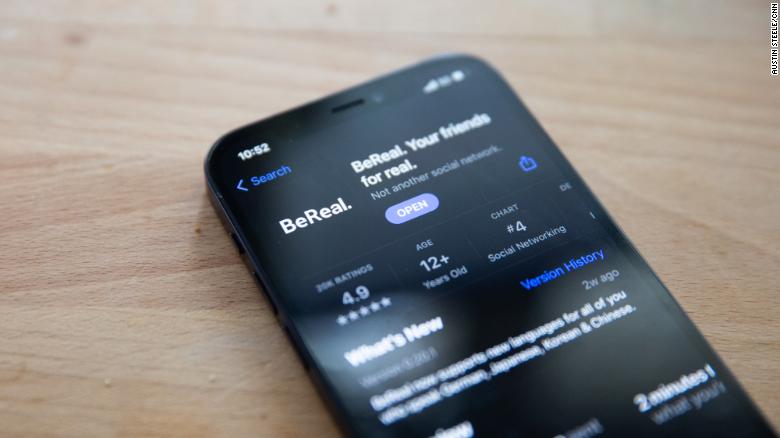 AUSTIN STEELE/CNN
10:52
Search
BeReal. Your friends
for real.
Not another social network.
BeReal.
OPEN
20K RATINGS
4.9
AGE
12+
Years Old
CHART
#4
Social Networking
DE
What's New
Version History
2w ago
BeReal now supports new languages for all of you
who speak German, Japanese, Korean & Chinese.
2 minutes
what you'